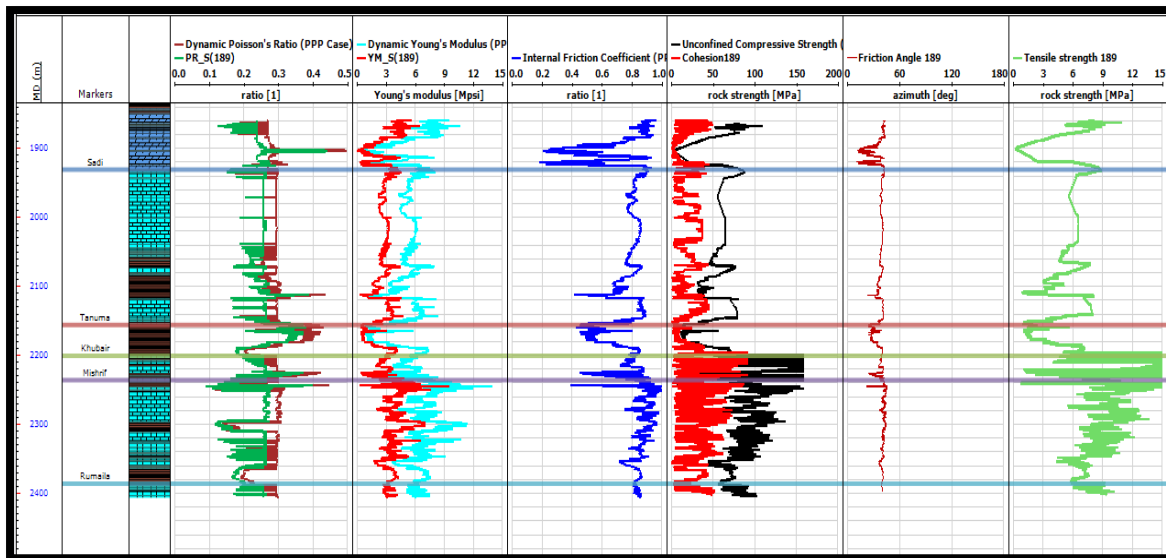 Dynamic Poisson's Ratio (PPP Case) Dynamic Young's Modulus (PP Unconfined Compressive Strength (
PR_S(189) YM_S(189) Internal Friction Coefficient (PI Cohesion189 Friction Angle 189 Tensile strength 189
MD (m) Markers 0.0 0.1 0.2 0.3 0.4 0.5 0 3 6 9 12 15 0.0 0.2 0.4 0.6 0.8 1.0 0 50 100 150 200 0 60 120 180 0 3 6 9 12 15
ratio [1] Young's modulus [Mpsi] ratio [1] rock strength [MPa] azimuth [deg] rock strength [MPa]
1900
Sadi
2000
2100
Tanuma
Khubair
2200
Mishrif
2300
Rumaila
2400